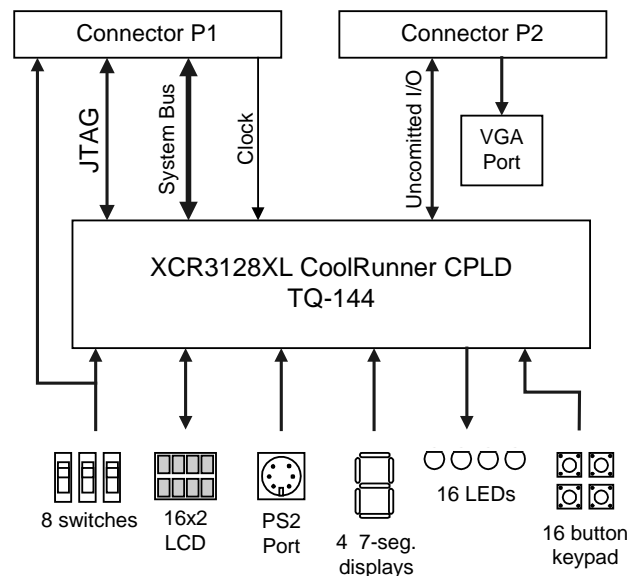 Connector P1
Connector P2
JTAG
System Bus
Clock
Uncomitted I/O
VGA
Port
XCR3128XL CoolRunner CPLD
TQ-144
8 switches
16x2
LCD
PS2
Port
4 7-seg.
displays
16 LEDs
16 button
keypad